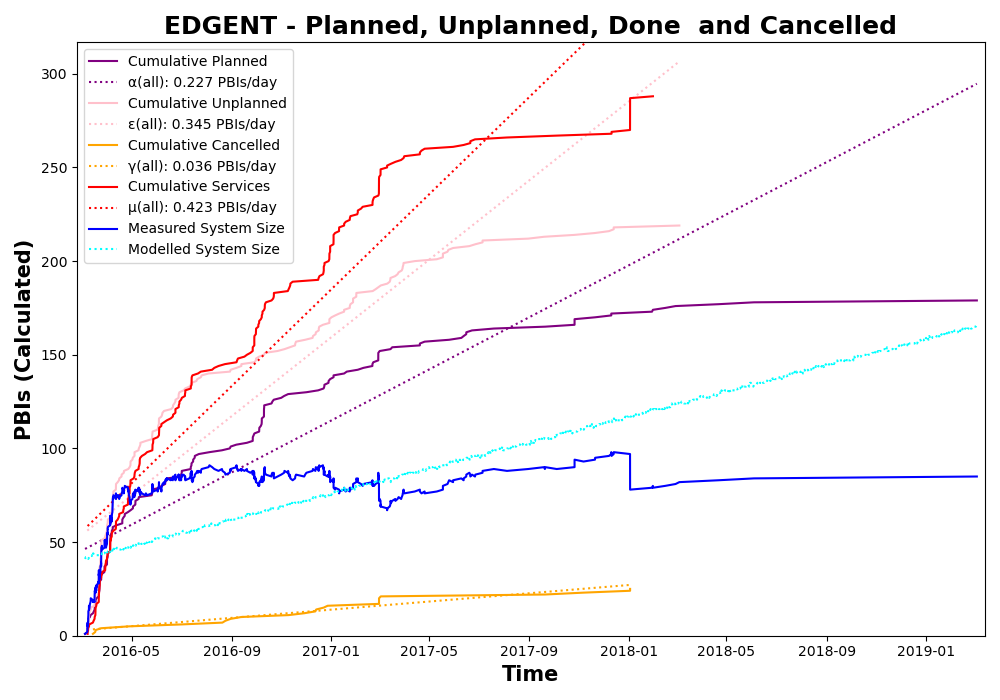 EDGENT - Planned, Unplanned, Done  and Cancelled
Cumulative Planned
α(all): 0.227 PBIs/day
Cumulative Unplanned
ε(all): 0.345 PBIs/day
Cumulative Cancelled
γ(all): 0.036 PBIs/day
Cumulative Services
μ(all): 0.423 PBIs/day
Measured System Size
Modelled System Size
PBIs (Calculated)
300
250
200
150
100
50
0
2016-05
2016-09
2017-01
2017-05
2017-09
2018-01
2018-05
2018-09
2019-01
Time